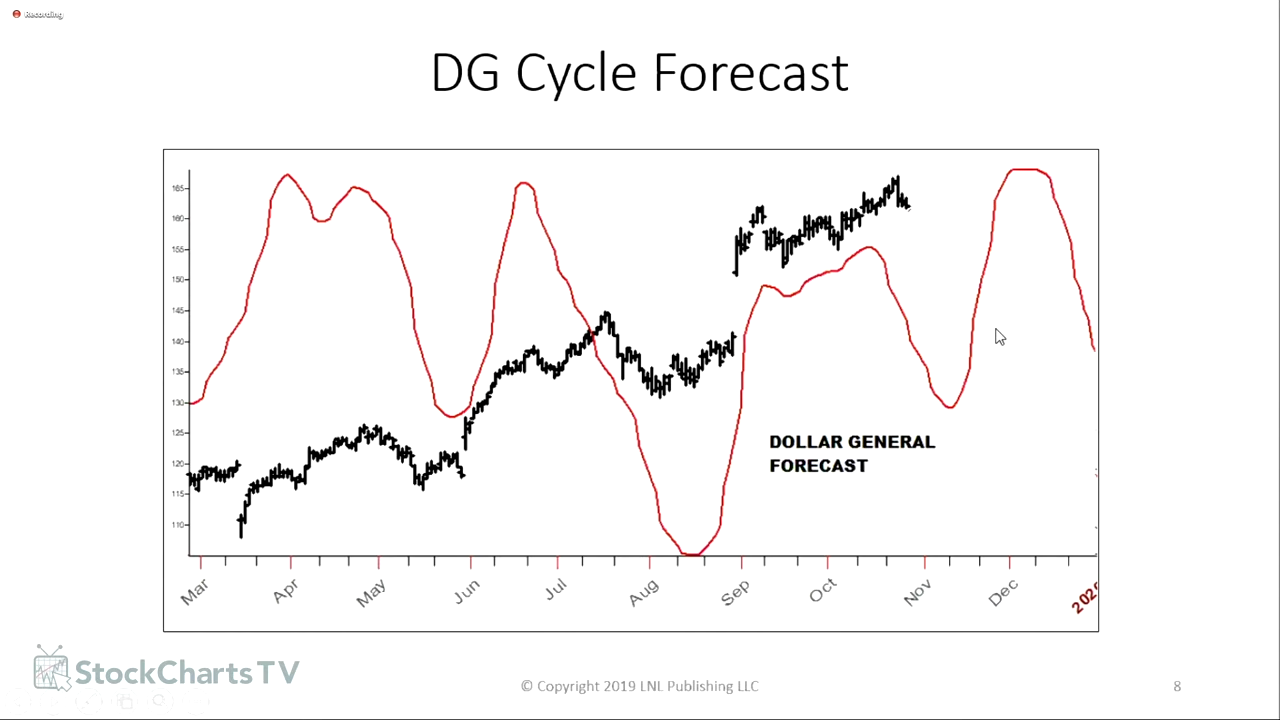 Recording
DG Cycle Forecast
165
160
155
150
145
140
135
130
125
120
115
110
DOLLAR GENERAL
FORECAST
Mar
Apr
May
Jun
Jul
Aug
Sep
Oct
Nov
Dec
StockCharts TV
© Copyright 2019 LNL Publishing LLC
8